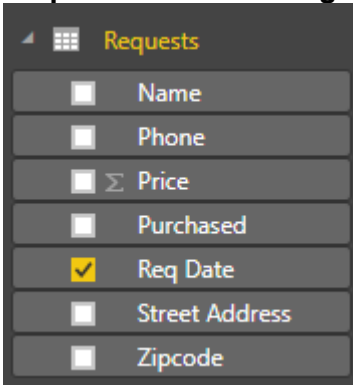 Requests
Name
Phone
Σ Price
Purchased
Req Date
Street Address
Zipcode